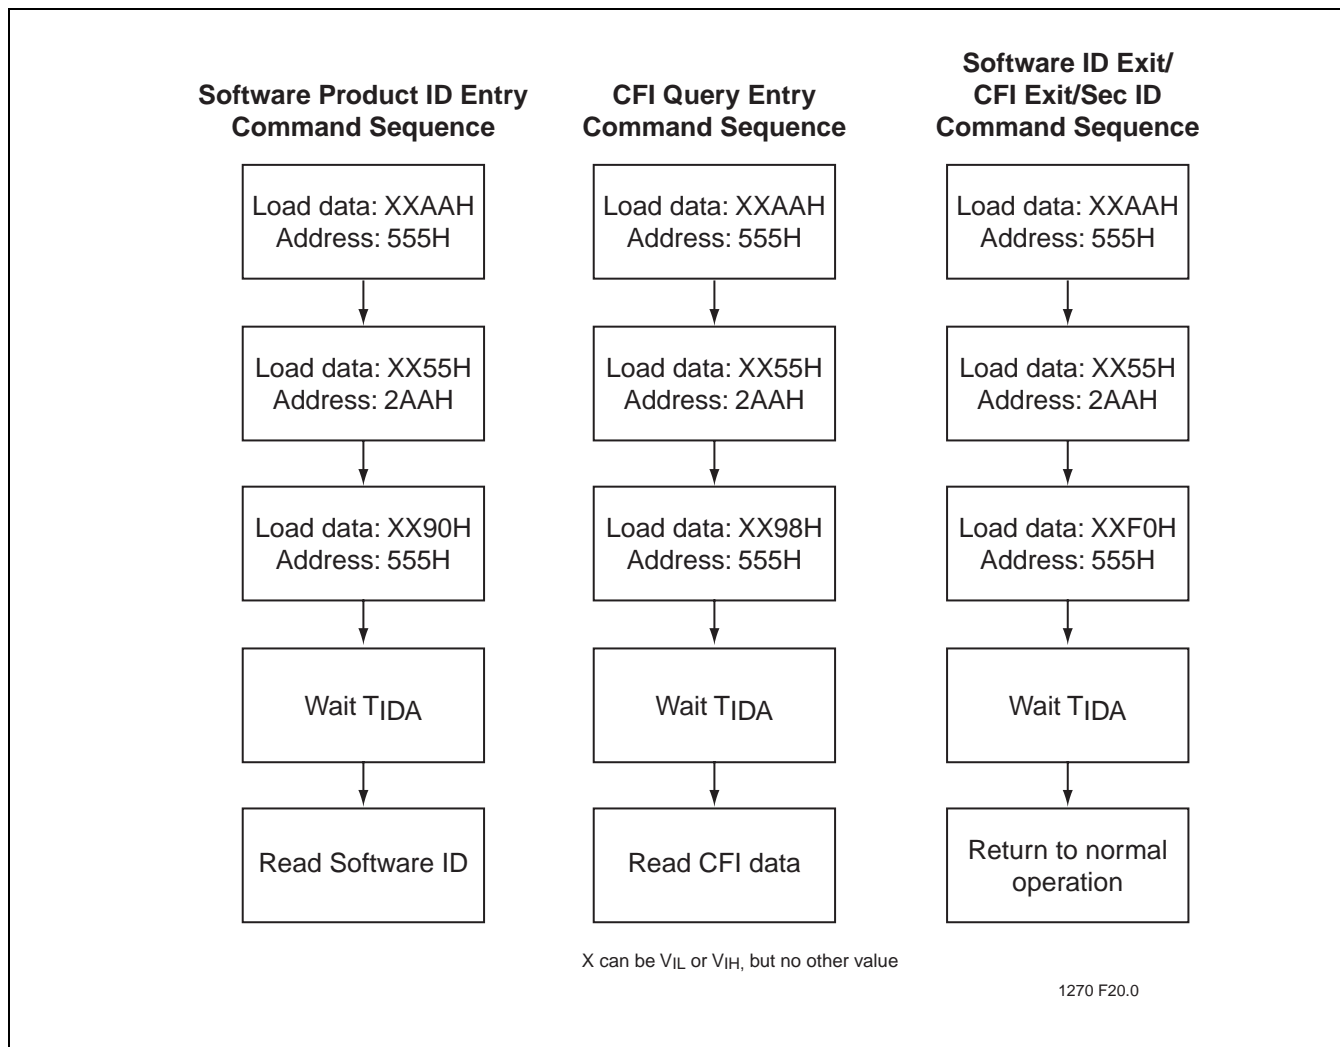 Software Product ID Entry
Command Sequence
Load data: XXAAH
Address: 555H
Load data: XX55H
Address: 2AAH
Load data: XX90H
Address: 555H
Wait TIDA
Read Software ID
CFI Query Entry
Command Sequence
Load data: XXAAH
Address: 555H
Load data: XX55H
Address: 2AAH
Load data: XX98H
Address: 555H
Wait TIDA
Read CFI data
Software ID Exit/
CFI Exit/Sec ID
Command Sequence
Load data: XXAAH
Address: 555H
Load data: XX55H
Address: 2AAH
Load data: XXF0H
Address: 555H
Wait TIDA
Return to normal
operation
X can be VIL or VIH, but no other value
1270 F20.0